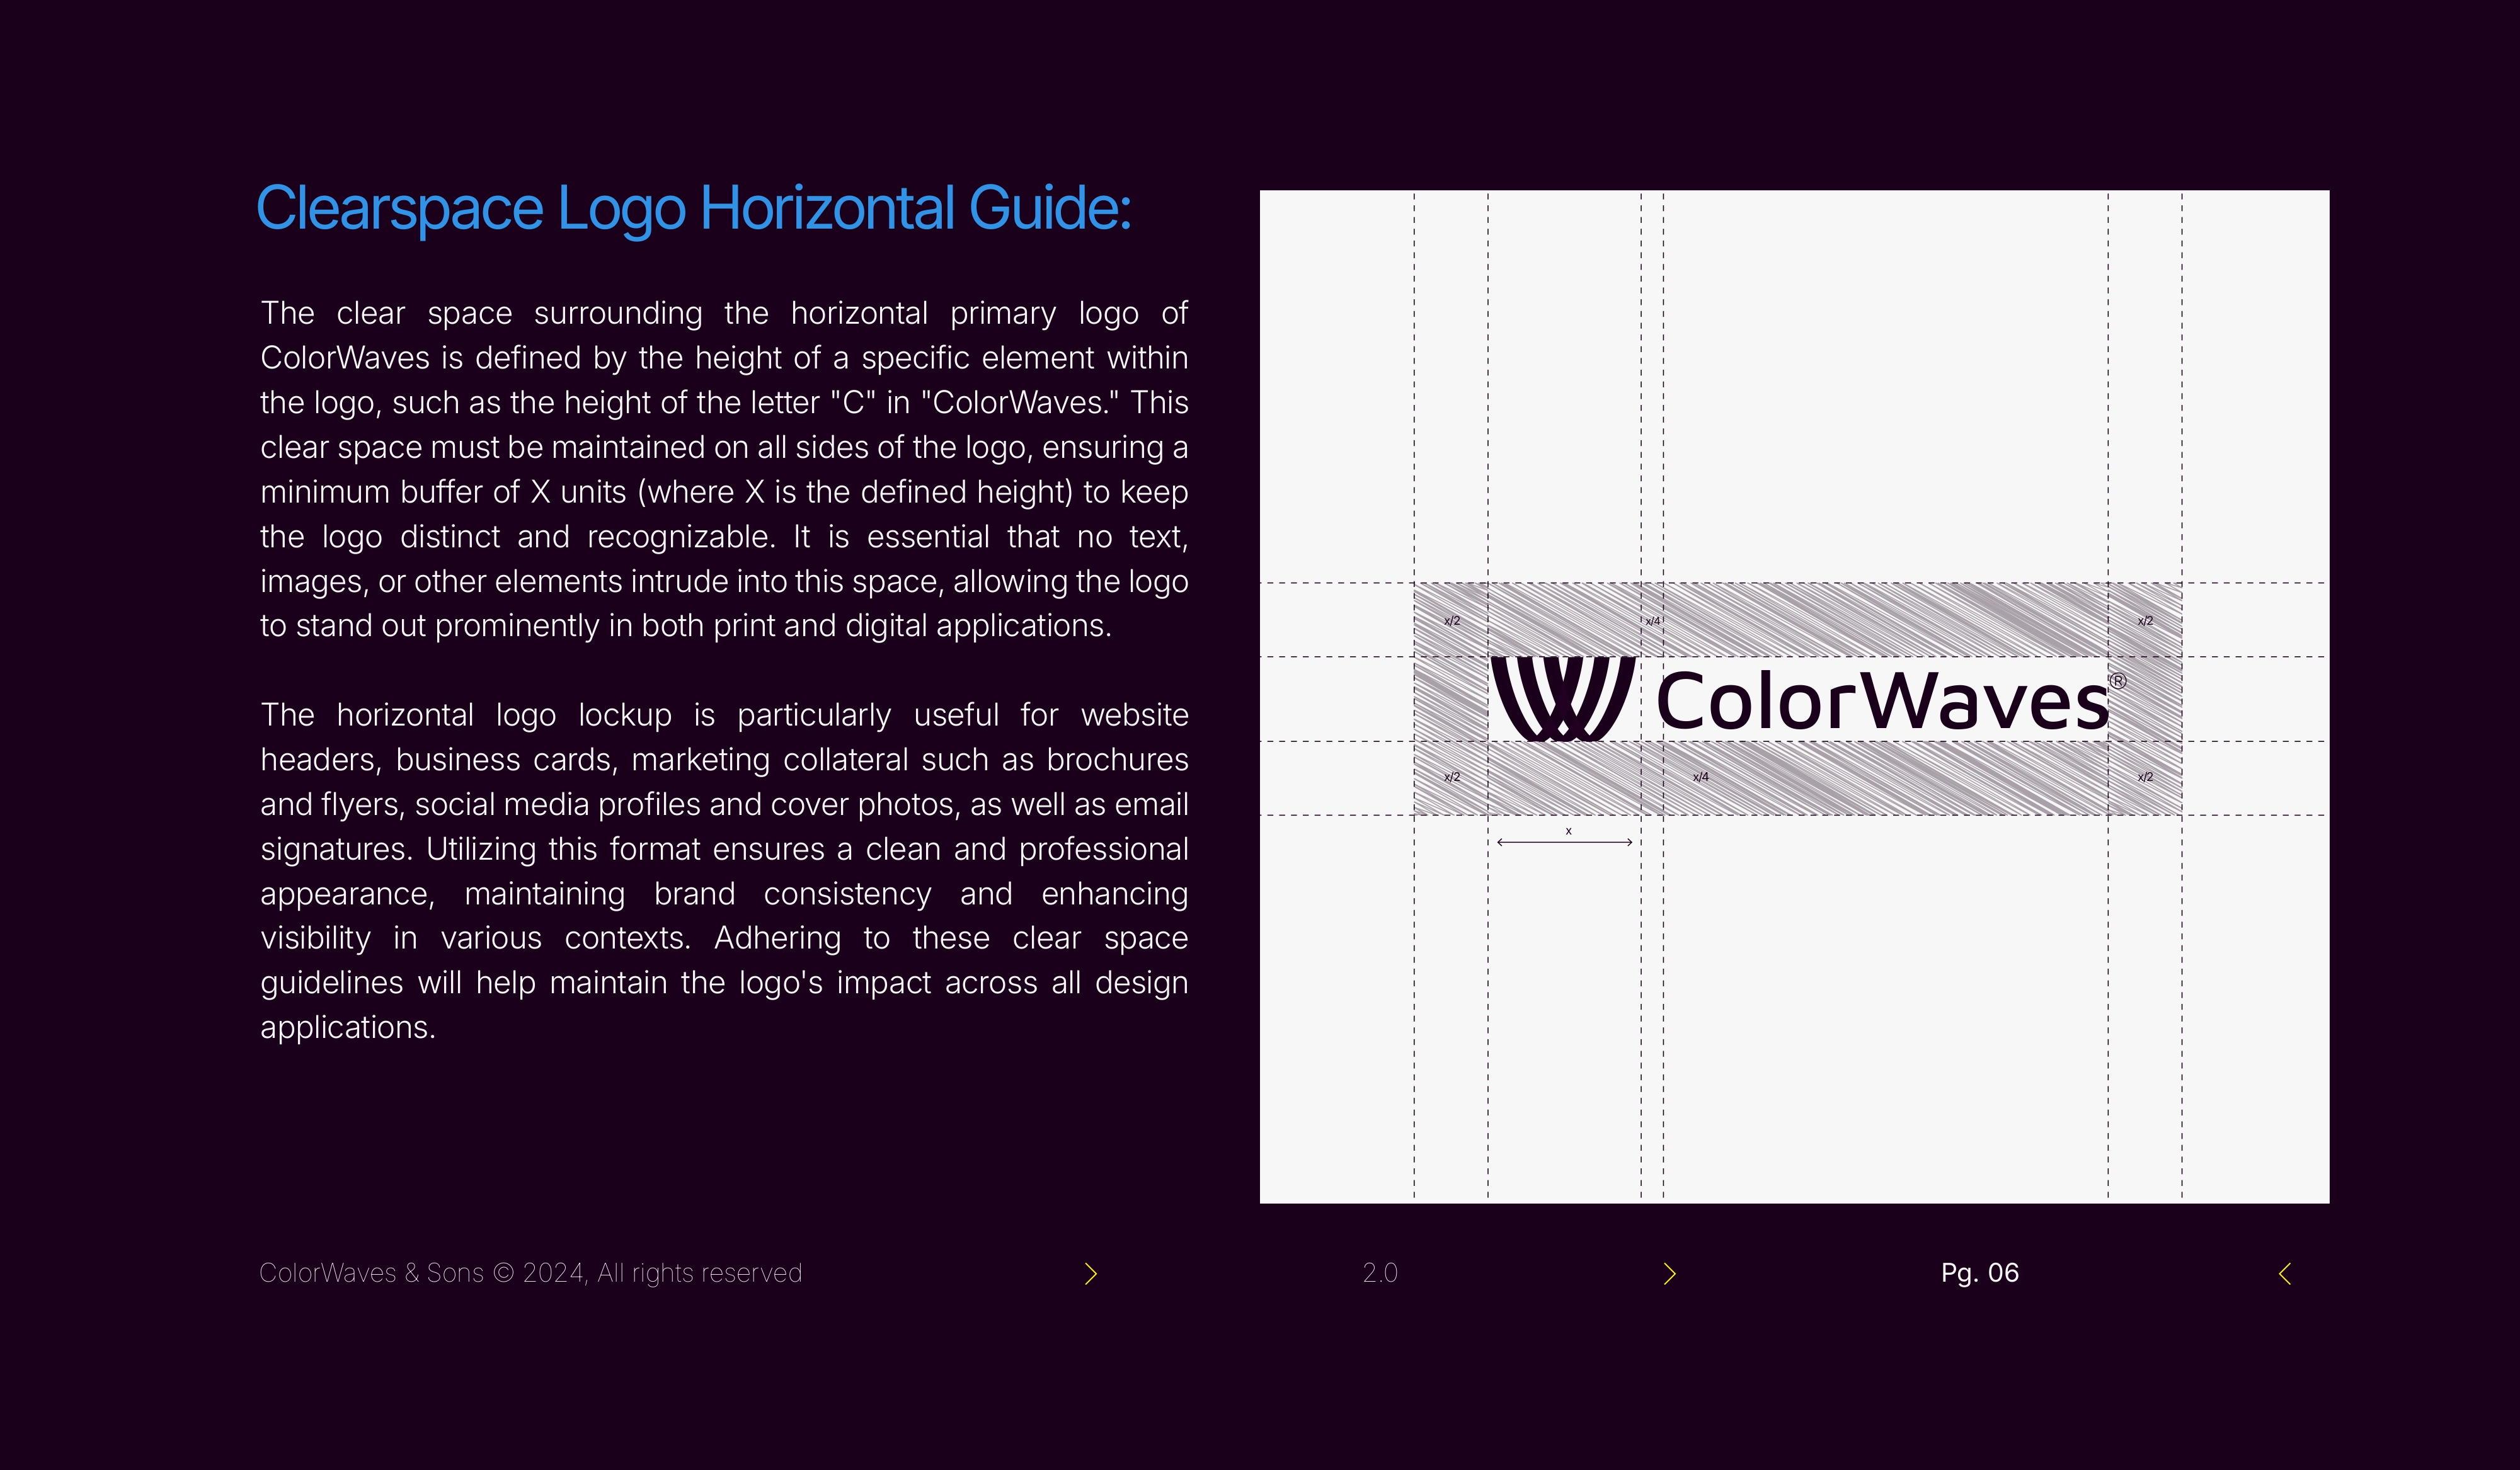 Clearspace Logo Horizontal Guide:
The clear space surrounding the horizontal primary logo of
ColorWaves is defined by the height of a specific element within
the logo, such as the height of the letter "C" in "ColorWaves." This
clear space must be maintained on all sides of the logo, ensuring a
minimum buffer of X units (where X is the defined height) to keep
the logo distinct and recognizable. It is essential that no text,
images, or other elements intrude into this space, allowing the logo
to stand out prominently in both print and digital applications.
The horizontal logo lockup is particularly useful for website
headers, business cards, marketing collateral such as brochures
and flyers, social media profiles and cover photos, as well as email
signatures. Utilizing this format ensures a clean and professional
appearance, maintaining brand consistency and enhancing
visibility in various contexts. Adhering to these clear space
guidelines will help maintain the logo's impact across all design
applications.
x/2 x/4 x/2
ColorWaves®
x/2 x/4 x/2
x
ColorWaves & Sons © 2024, All rights reserved
2.0
Pg. 06